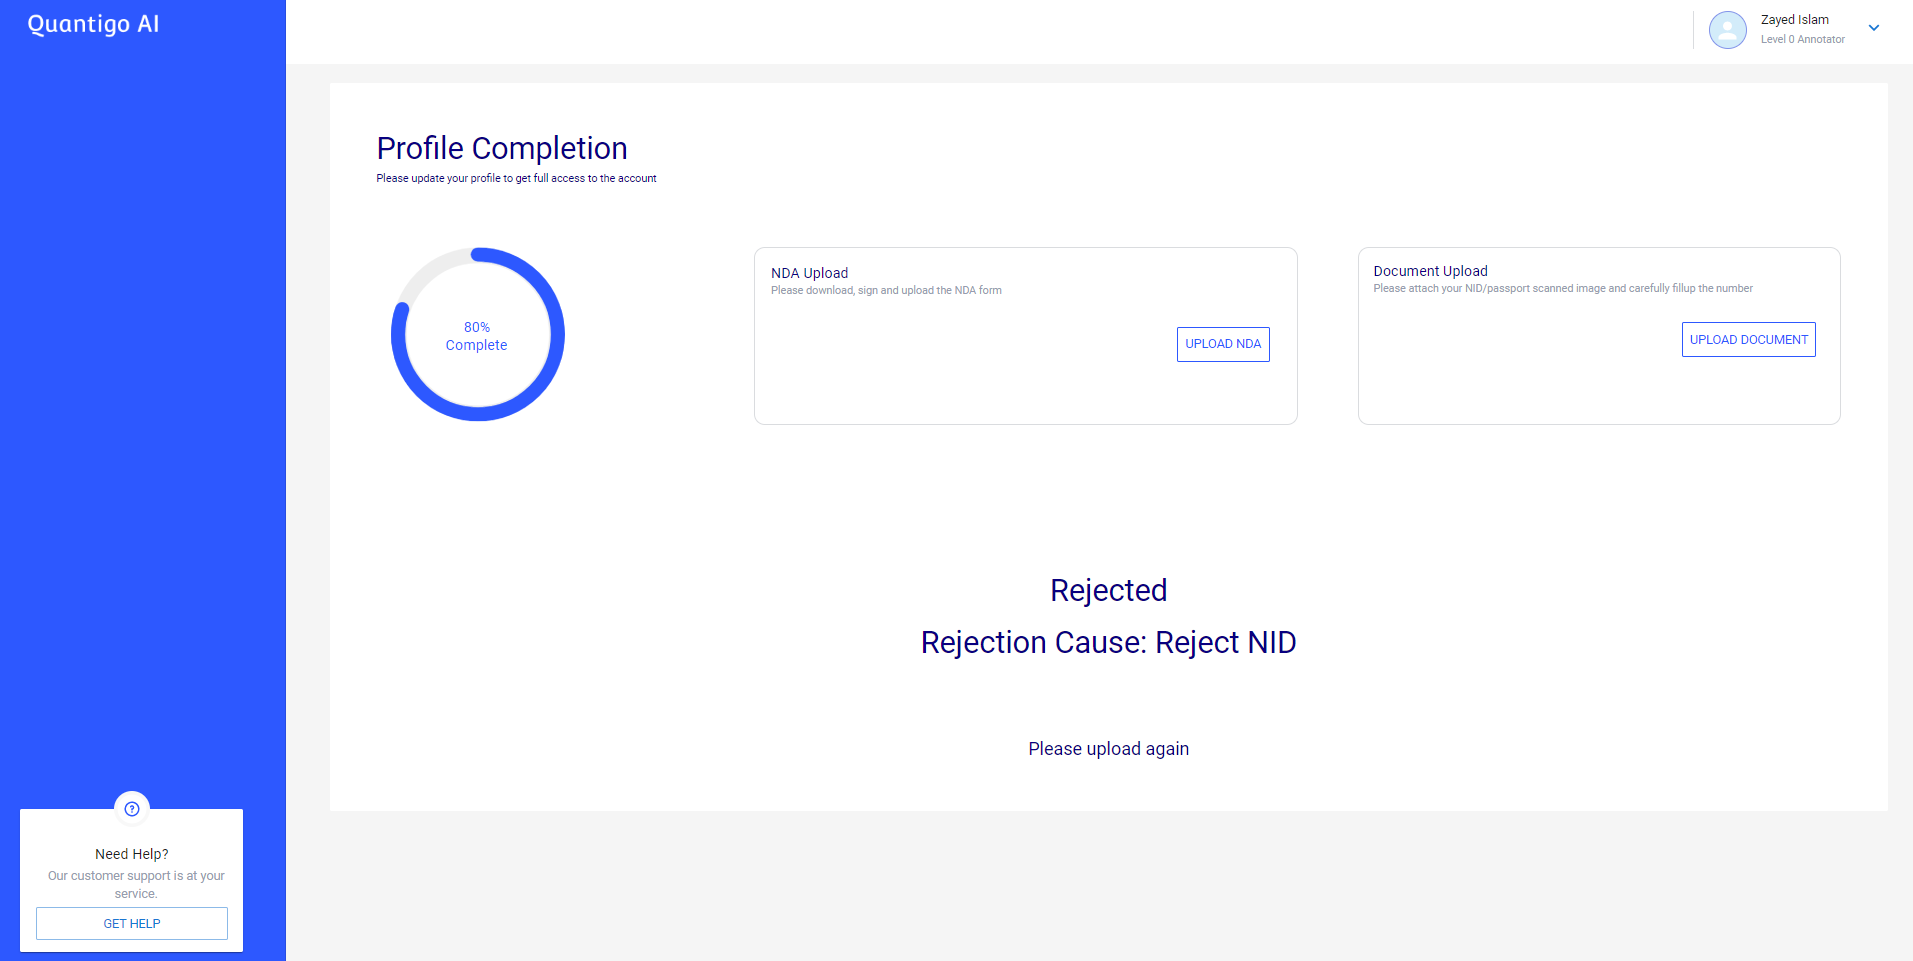 Quantigo AI
Zayed Islam
Level 0 Annotator
Profile Completion
Please update your profile to get full access to the account
80%
Complete
NDA Upload
Please download, sign and upload the NDA form
UPLOAD NDA
Document Upload
Please attach your NID/passport scanned image and carefully fillup the number
UPLOAD DOCUMENT
Rejected
Rejection Cause: Reject NID
Please upload again
?
Need Help?
Our customer support is at your
service.
GET HELP